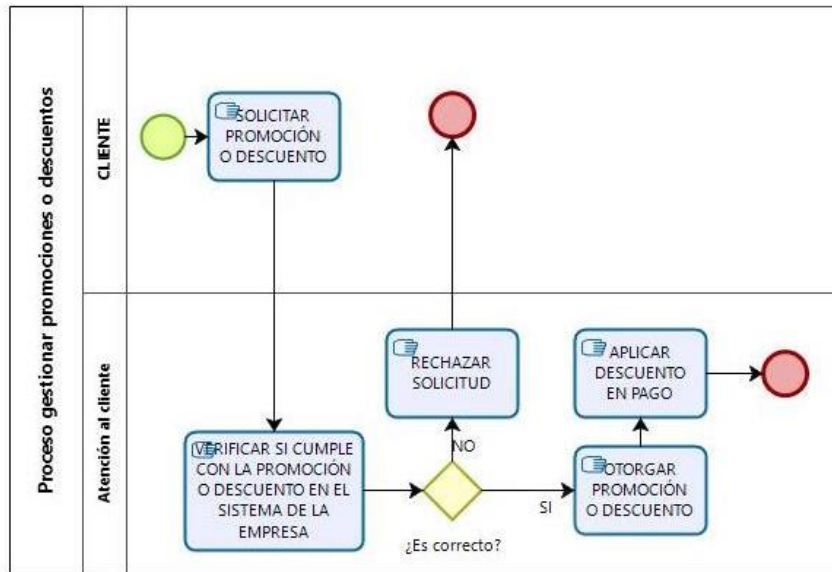 Proceso gestionar promociones o descuentos
CLIENTE
SOLICITAR
PROMOCIÓN
O DESCUENTO
Atención al cliente
RECHAZAR
SOLICITUD
APLICAR
DESCUENTO
EN PAGO
VERIFICAR SI CUMPLE
CON LA PROMOCIÓN
O DESCUENTO EN EL
SISTEMA DE LA
EMPRESA
NO
SI
¿Es correcto?
OTORGAR
PROMOCIÓN
O DESCUENTO